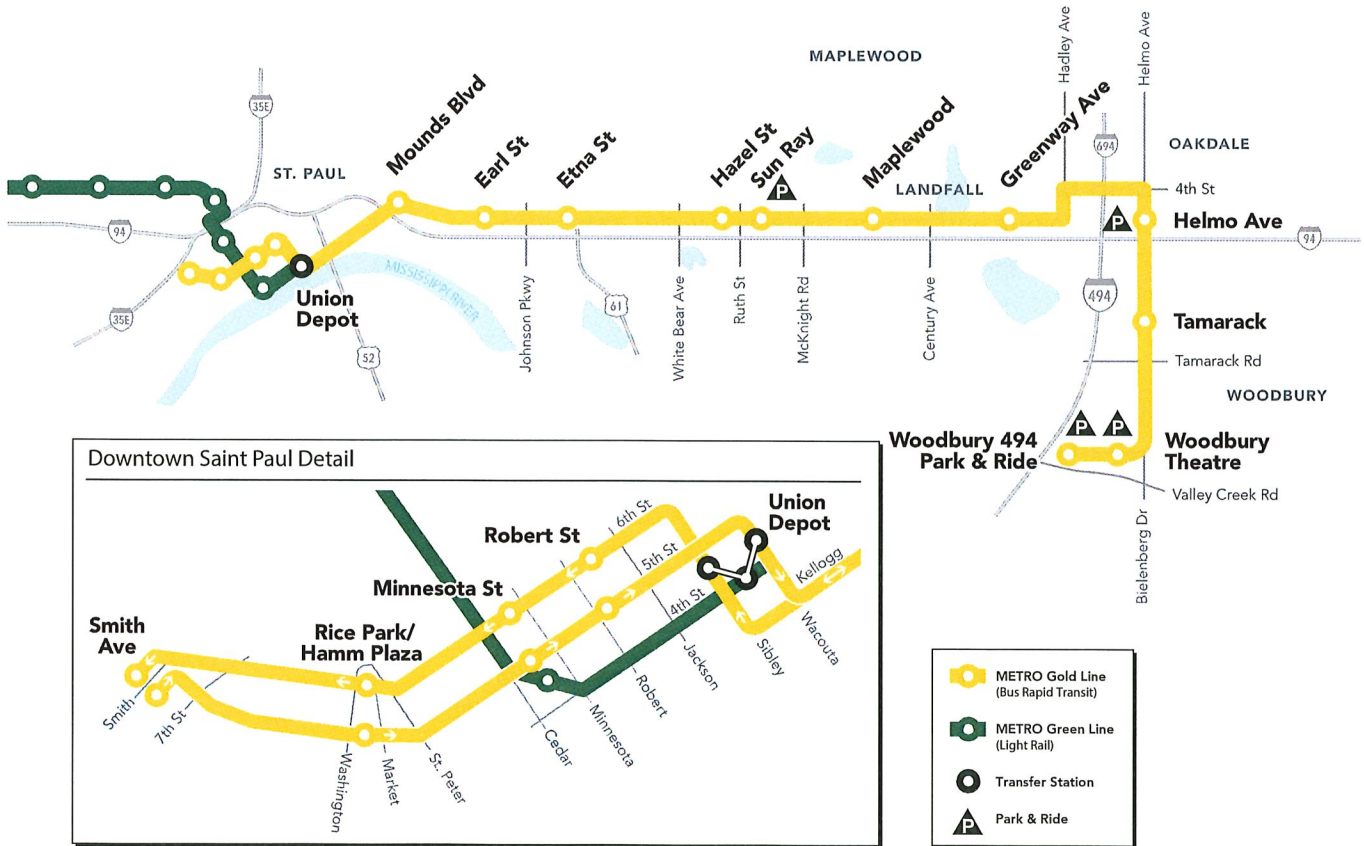 MAPLEWOOD
Hadley Ave
Helmo Ave
35E
Mounds Blvd
Earl St
Etna St
Hazel St
Sun Ray
P
Maplewood
Greenway Ave
694
OAKDALE
ST. PAUL
LANDFALL
4th St
94
P
Helmo Ave
94
MISSISSIPPI RIVER
Union
Depot
35E
52
Johnson Pkwy
61
White Bear Ave
Ruth St
McKnight Rd
Century Ave
494
Tamarack
Tamarack Rd
WOODBURY
P
P
Woodbury 494
Park & Ride
Woodbury
Theatre
Valley Creek Rd
Bielenberg Dr
Downtown Saint Paul Detail
Union
Depot
Robert St
6th St
5th St
4th St
Kellogg
Minnesota St
Smith
Ave
Rice Park/
Hamm Plaza
Wacouta
Sibley
Jackson
Robert
Minnesota
Cedar
Smith
7th St
St. Peter
Market
Washington
METRO Gold Line
(Bus Rapid Transit)
METRO Green Line
(Light Rail)
Transfer Station
P
Park & Ride